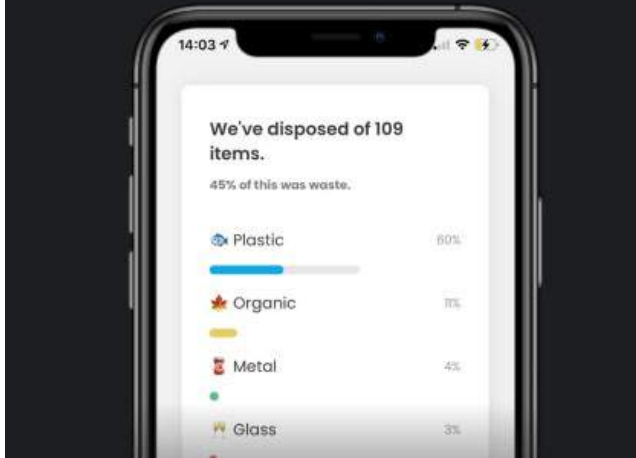 14:03
We've disposed of 109
items.
45% of this was waste.
Plastic 60%
Organic 11%
Metal 4%
Glass 3%